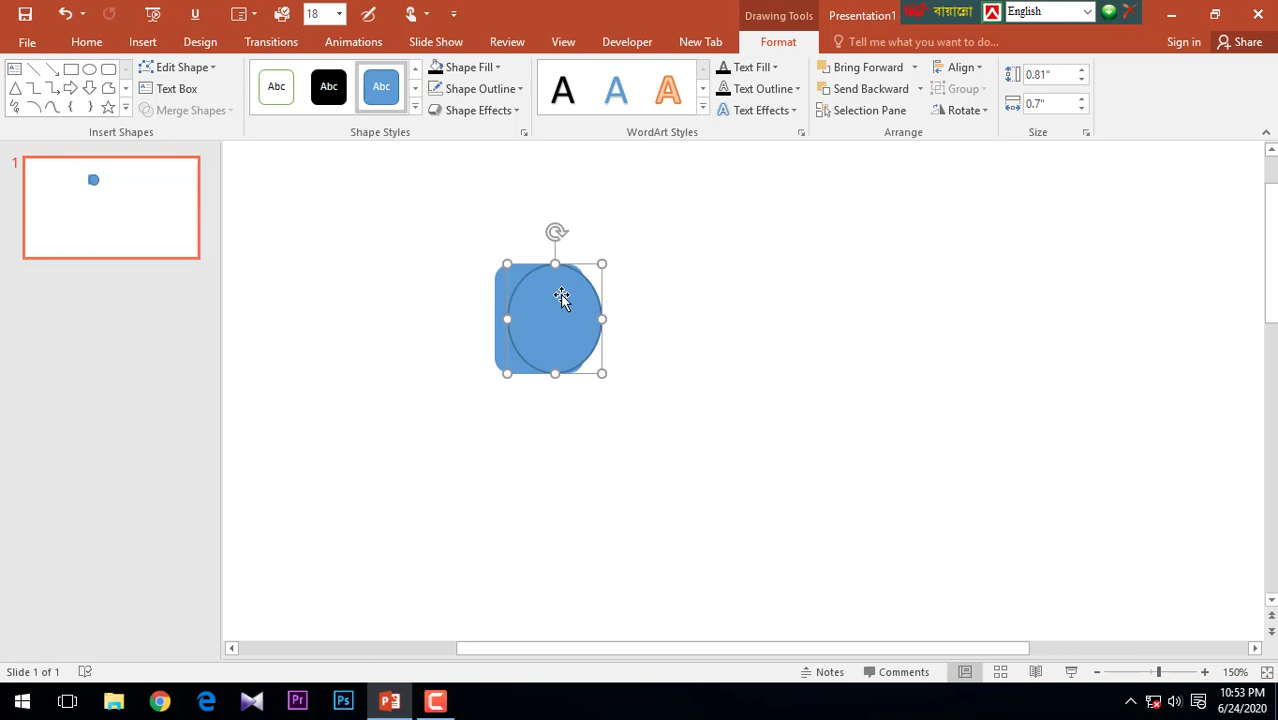 18
Drawing Tools
Presentation1
বায়ান্নো
English
File
Home
Insert
Design
Transitions
Animations
Slide Show
Review
View
Developer
New Tab
Format
Tell me what you want to do...
Sign in
Share
Edit Shape
Text Box
Merge Shapes
Insert Shapes
Abc
Abc
Abc
Shape Fill
Shape Outline
Shape Effects
Shape Styles
A
A
A
Text Fill
Text Outline
Text Effects
WordArt Styles
Bring Forward
Send Backward
Selection Pane
Align
Group
Rotate
Arrange
0.81"
0.7"
Size
1
Slide 1 of 1
Notes
Comments
150%
Pr
Ps
10:53 PM
6/24/2020